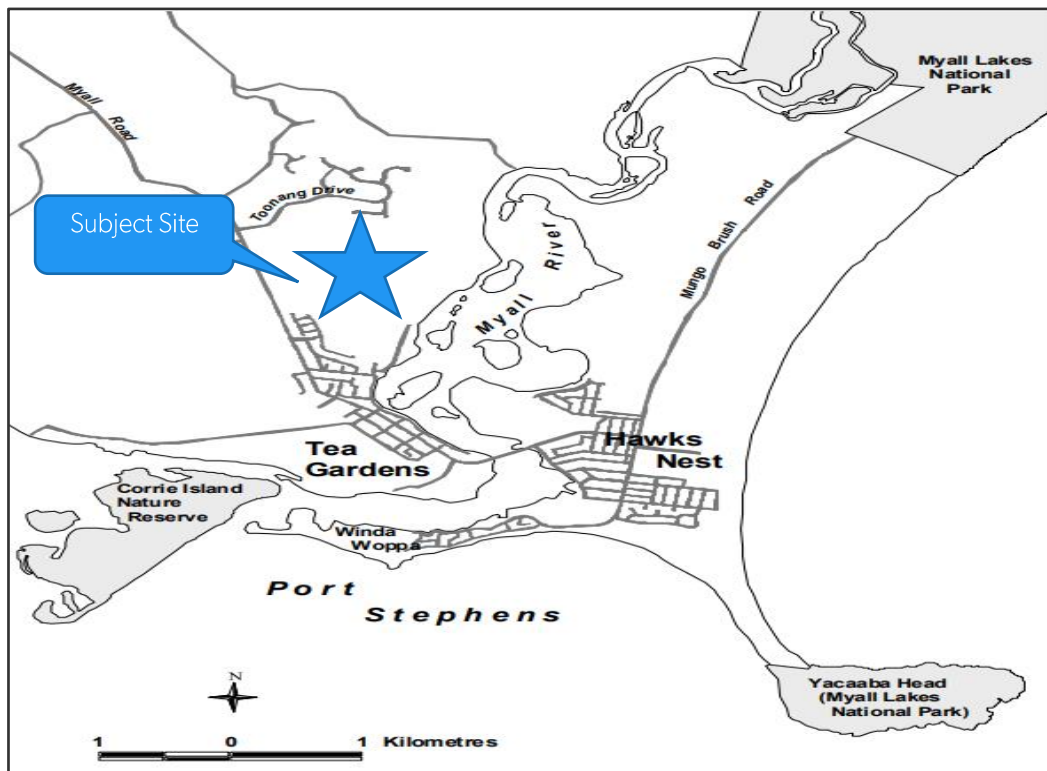 Myall Lakes
National
Park
Myall
Road
Toonang Drive
Subject Site
Mungo Brush Road
Myall River
Hawks
Nest
Tea
Gardens
Corrie Island
Nature
Reserve
Winda
Woppa
Port
Stephens
N
Yacaaba Head
(Myall Lakes
National Park)
1 0 1 Kilometres